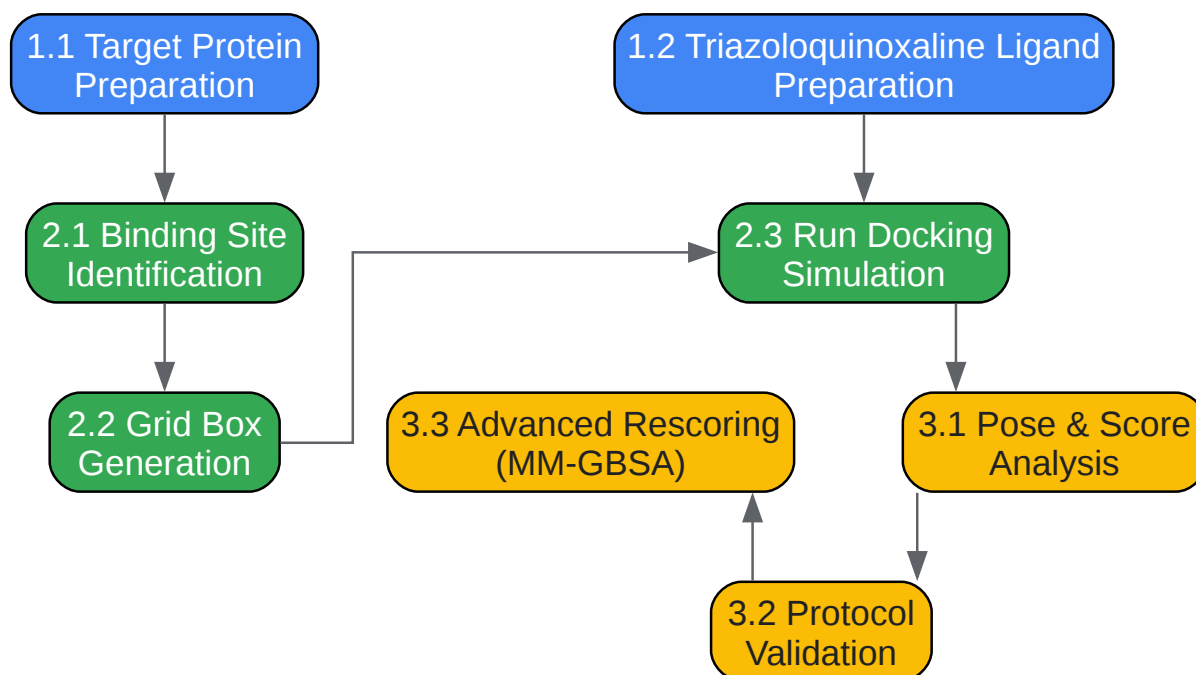 1.1 Target Protein
Preparation
1.2 Triazoloquinoxaline Ligand
Preparation
2.1 Binding Site
Identification
2.3 Run Docking
Simulation
2.2 Grid Box
Generation
3.3 Advanced Rescoring
(MM-GBSA)
3.1 Pose & Score
Analysis
3.2 Protocol
Validation